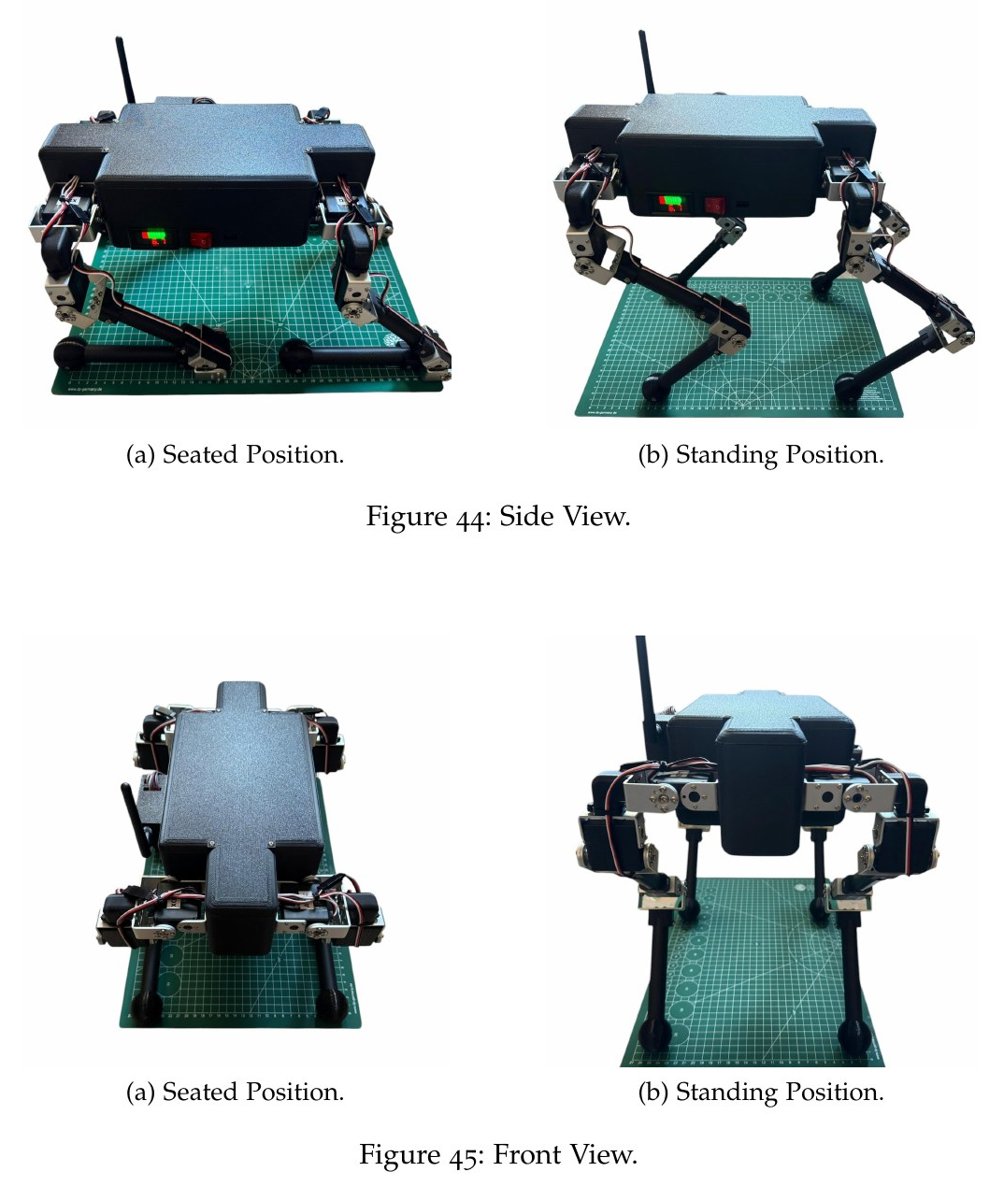 (a) Seated Position.
(b) Standing Position.
Figure 44: Side View.
(a) Seated Position.
(b) Standing Position.
Figure 45: Front View.